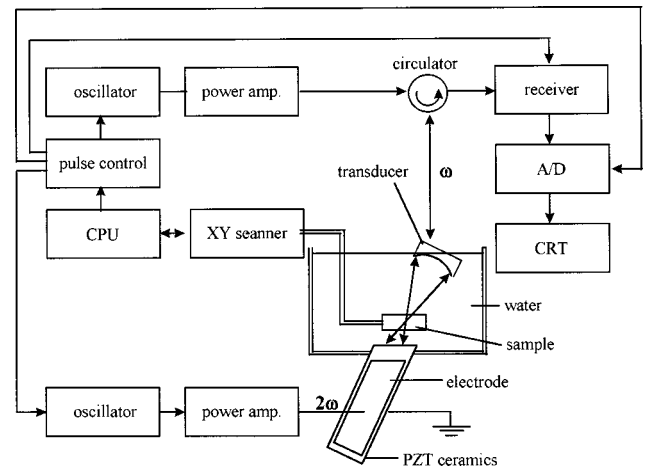 circulator
oscillator
power amp.
receiver
pulse control
transducer
ω
A/D
CPU
XY seanner
CRT
water
sample
electrode
oscillator
power amp.
2ω
PZT ceramics